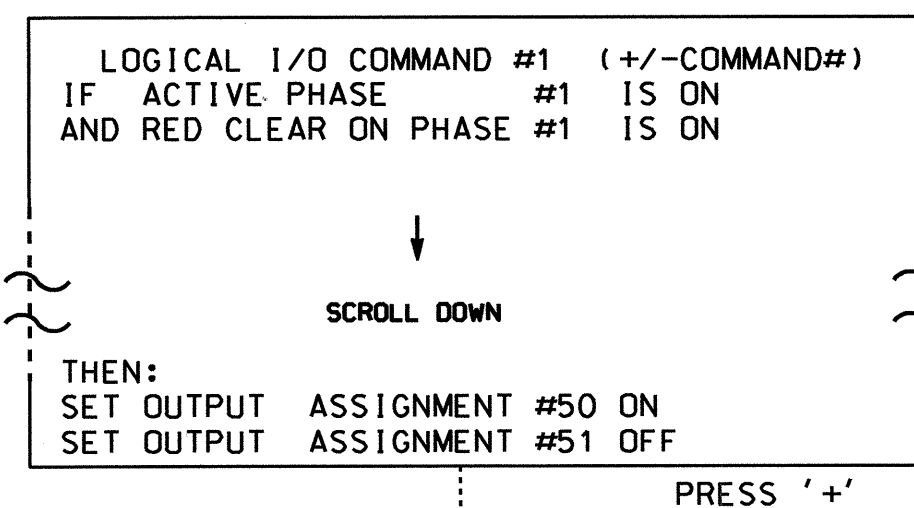 LOGICAL I/O COMMAND #1 (+/-COMMAND#)
IF ACTIVE PHASE #1 IS ON
AND RED CLEAR ON PHASE #1 IS ON
SCROLL DOWN
THEN:
SET OUTPUT ASSIGNMENT #50 ON
SET OUTPUT ASSIGNMENT #51 OFF
PRESS '+'